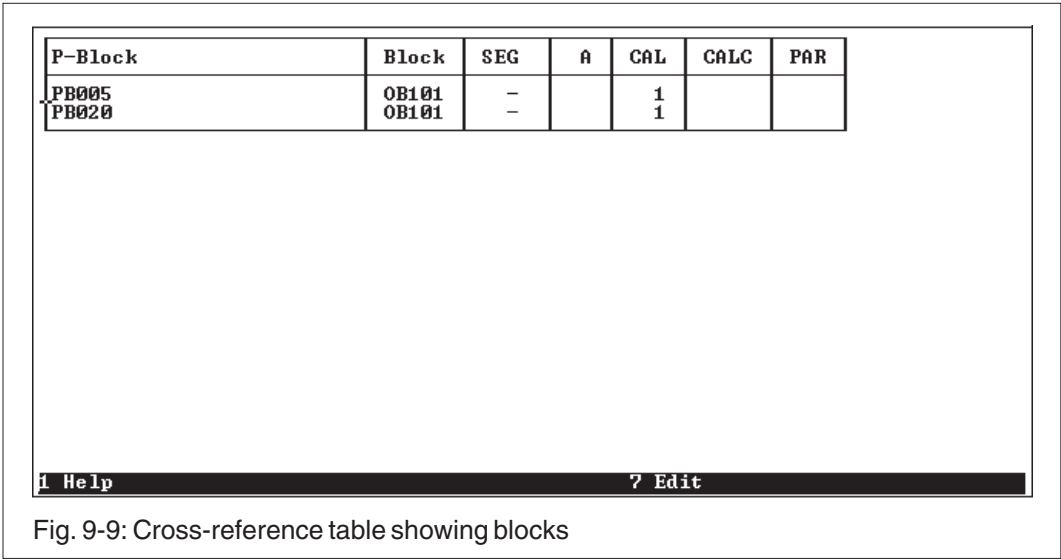 P-Block Block SEG A CAL CALC PAR
PB005 OB101 - 1
PB020 OB101 - 1
1 Help 7 Edit
Fig. 9-9: Cross-reference table showing blocks